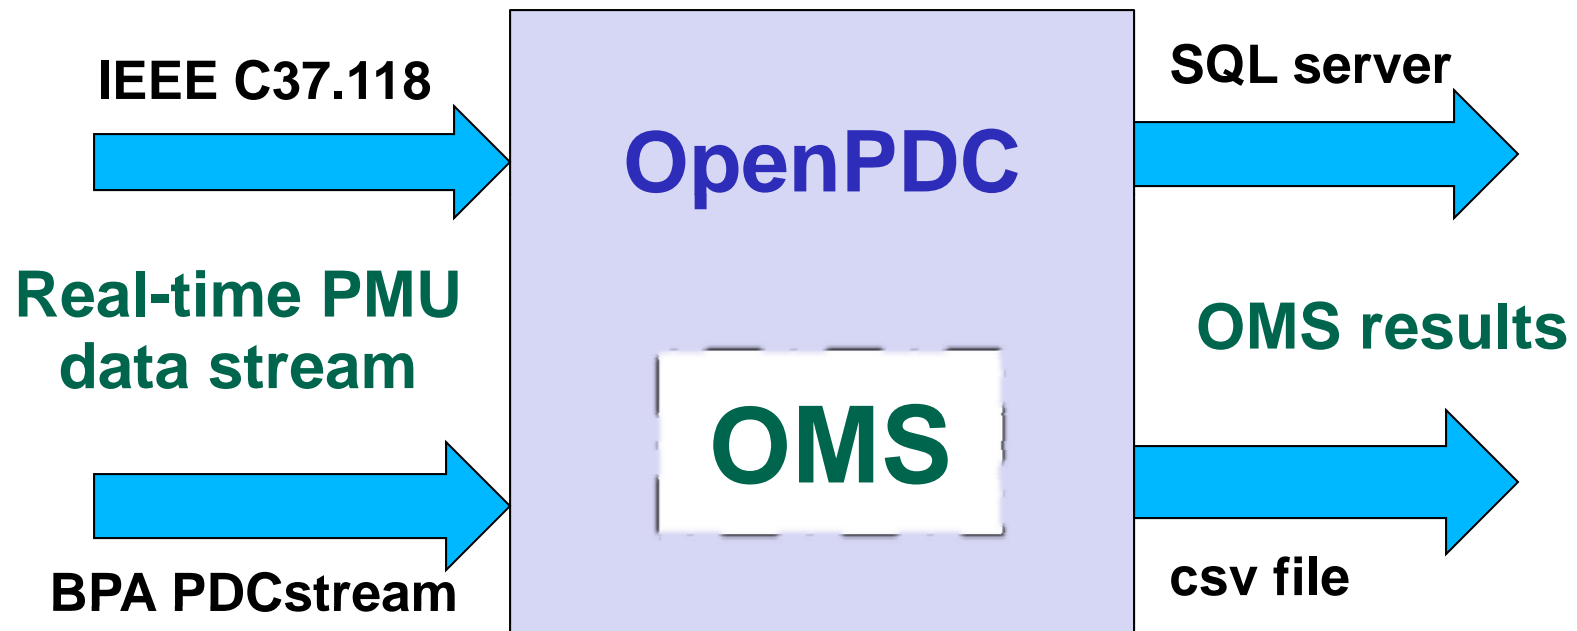 IEEE C37.118
SQL server
OpenPDC
Real-time PMU
data stream
OMS results
OMS
BPA PDCstream
csv file